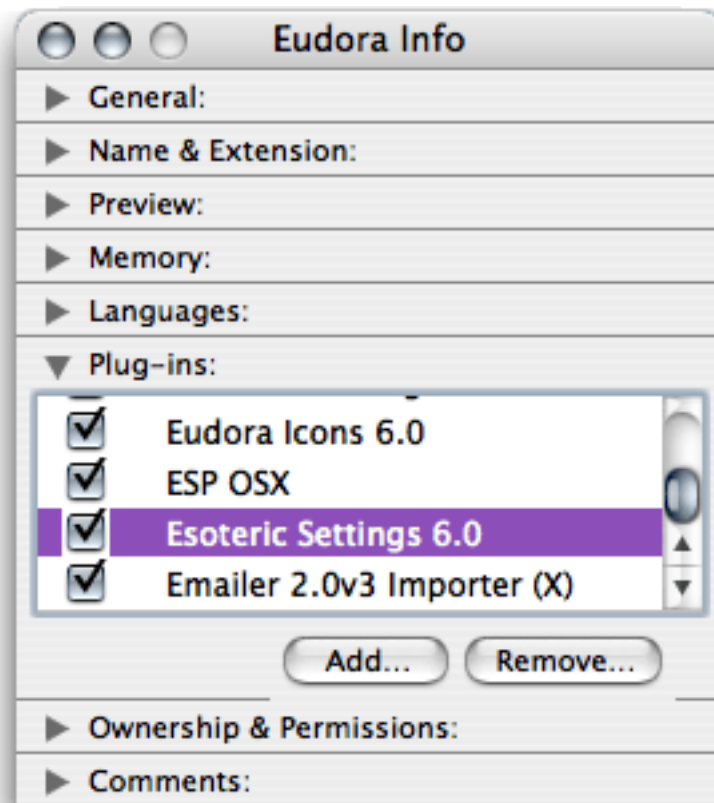 Eudora Info
General:
Name & Extension:
Preview:
Memory:
Languages:
Plug-ins:
Eudora Icons 6.0
ESP OSX
Esoteric Settings 6.0
Emailer 2.0v3 Importer (X)
Add... Remove...
Ownership & Permissions:
Comments: